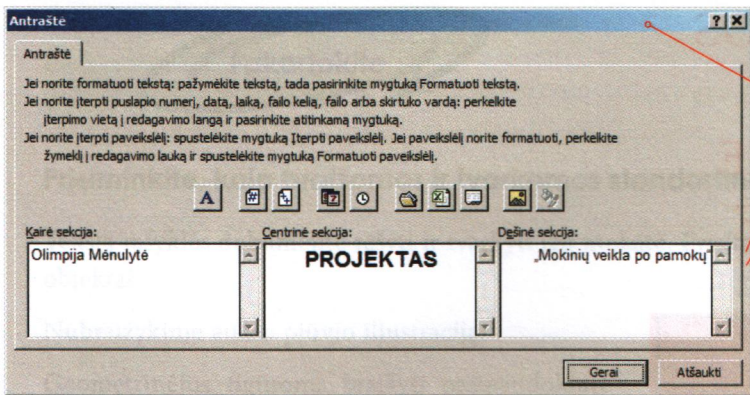 Antraštė
Antraštė
Jei norite formatuoti tekstą: pažymėkite tekstą, tada pasirinkite mygtuką Formatuoti tekstą.
Jei norite įterpti puslapio numerį, datą, laiką, failo kelią, failo arba skirtuko vardą: perkelkite
įterpimo vietą į redagavimo langą ir pasirinkite atitinkamą mygtuką.
Jei norite įterpti paveikslėlį: spustelėkite mygtuką Įterpti paveikslėlį. Jei paveikslėlį norite formatuoti, perkelkite
žymeklį į redagavimo lauką ir spustelėkite mygtuką Formatuoti paveikslėlį.
Kairė sekcija:
Centrinė sekcija:
Dešinė sekcija:
Olimpija Mėnulytė
PROJEKTAS
„Mokinių veikla po pamokų“
Gerai
Atšaukti